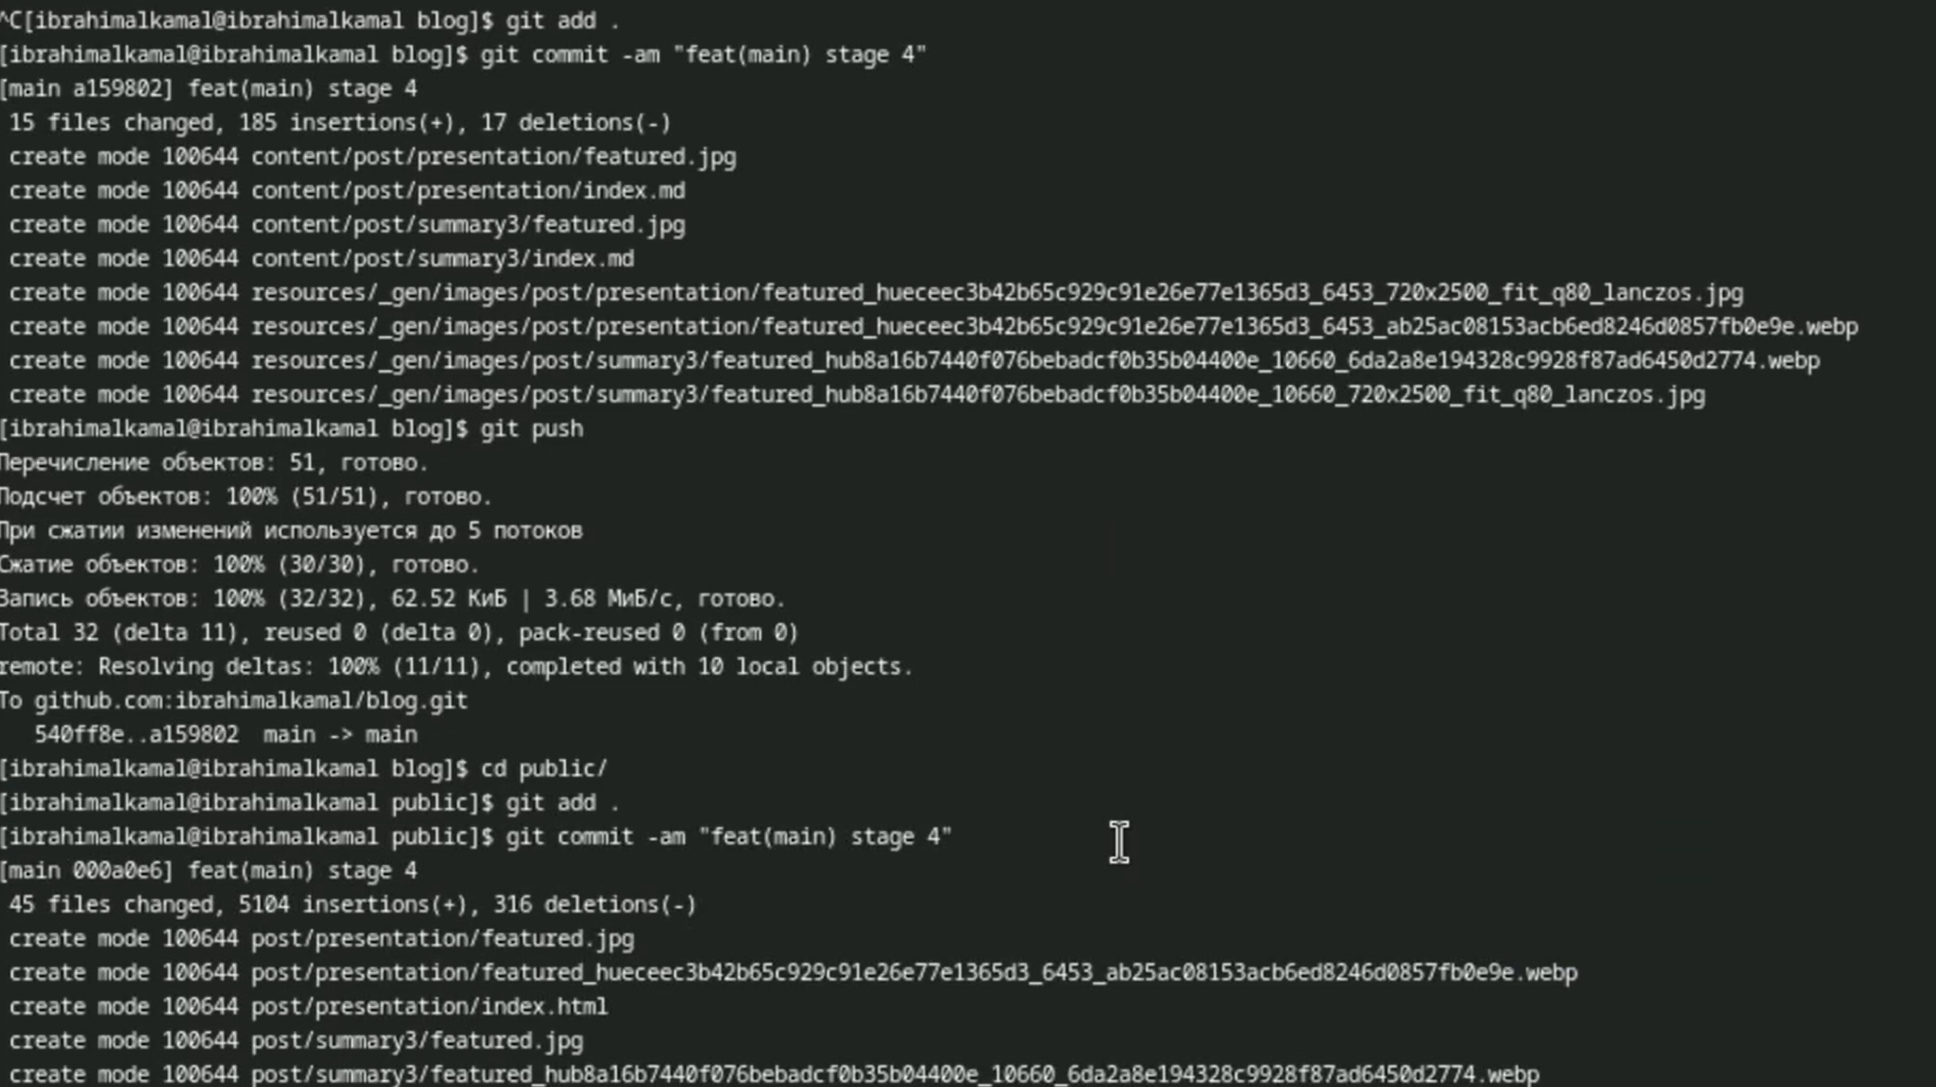 ^C[ibrahimalkamal@ibrahimalkamal blog]$ git add .
[ibrahimalkamal@ibrahimalkamal blog]$ git commit -am "feat(main) stage 4"
[main a159802] feat(main) stage 4
 15 files changed, 185 insertions(+), 17 deletions(-)
 create mode 100644 content/post/presentation/featured.jpg
 create mode 100644 content/post/presentation/index.md
 create mode 100644 content/post/summary3/featured.jpg
 create mode 100644 content/post/summary3/index.md
 create mode 100644 resources/_gen/images/post/presentation/featured_hueceec3b42b65c929c91e26e77e1365d3_6453_720x2500_fit_q80_lanczos.jpg
 create mode 100644 resources/_gen/images/post/presentation/featured_hueceec3b42b65c929c91e26e77e1365d3_6453_ab25ac08153acb6ed8246d0857fb0e9e.webp
 create mode 100644 resources/_gen/images/post/summary3/featured_hub8a16b7440f076bebadcf0b35b04400e_10660_6da2a8e194328c9928f87ad6450d2774.webp
 create mode 100644 resources/_gen/images/post/summary3/featured_hub8a16b7440f076bebadcf0b35b04400e_10660_720x2500_fit_q80_lanczos.jpg
[ibrahimalkamal@ibrahimalkamal blog]$ git push
Перечисление объектов: 51, готово.
Подсчет объектов: 100% (51/51), готово.
При сжатии изменений используется до 5 потоков
Сжатие объектов: 100% (30/30), готово.
Запись объектов: 100% (32/32), 62.52 КиБ | 3.68 МиБ/с, готово.
Total 32 (delta 11), reused 0 (delta 0), pack-reused 0 (from 0)
remote: Resolving deltas: 100% (11/11), completed with 10 local objects.
To github.com:ibrahimalkamal/blog.git
   540ff8e..a159802  main -> main
[ibrahimalkamal@ibrahimalkamal blog]$ cd public/
[ibrahimalkamal@ibrahimalkamal public]$ git add .
[ibrahimalkamal@ibrahimalkamal public]$ git commit -am "feat(main) stage 4"
[main 000a0e6] feat(main) stage 4
 45 files changed, 5104 insertions(+), 316 deletions(-)
 create mode 100644 post/presentation/featured.jpg
 create mode 100644 post/presentation/featured_hueceec3b42b65c929c91e26e77e1365d3_6453_ab25ac08153acb6ed8246d0857fb0e9e.webp
 create mode 100644 post/presentation/index.html
 create mode 100644 post/summary3/featured.jpg
 create mode 100644 post/summary3/featured_hub8a16b7440f076bebadcf0b35b04400e_10660_6da2a8e194328c9928f87ad6450d2774.webp